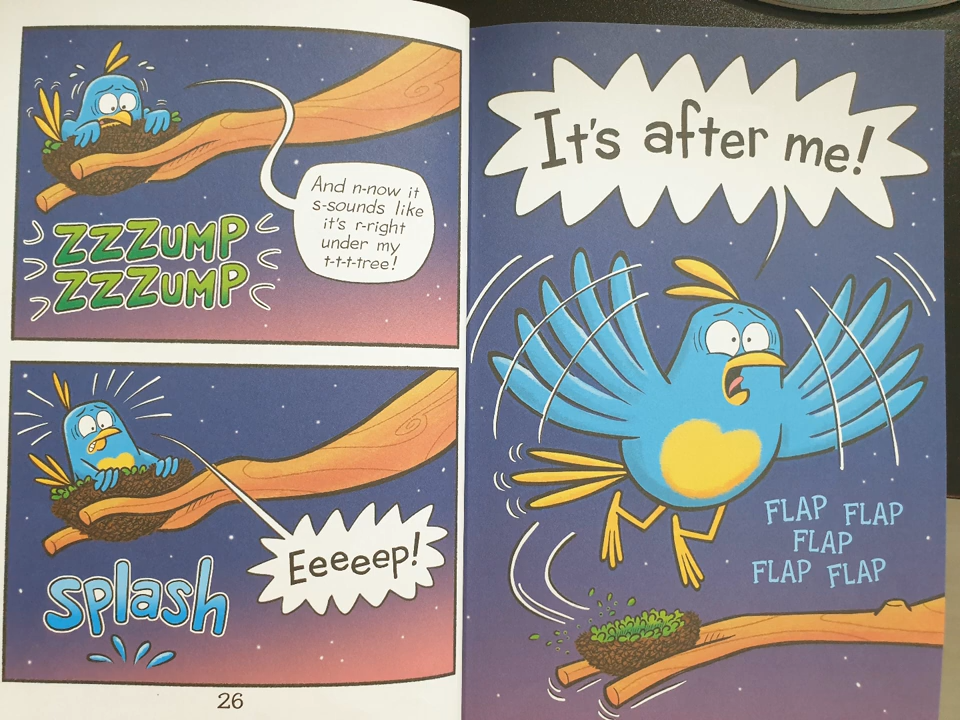 And n-now it
s-sounds like
it's r-right
under my
t-t-t-tree!
ZZZUMP
ZZZUMP
Eeeeep!
splash
26
It's after me!
FLAP FLAP
FLAP
FLAP FLAP